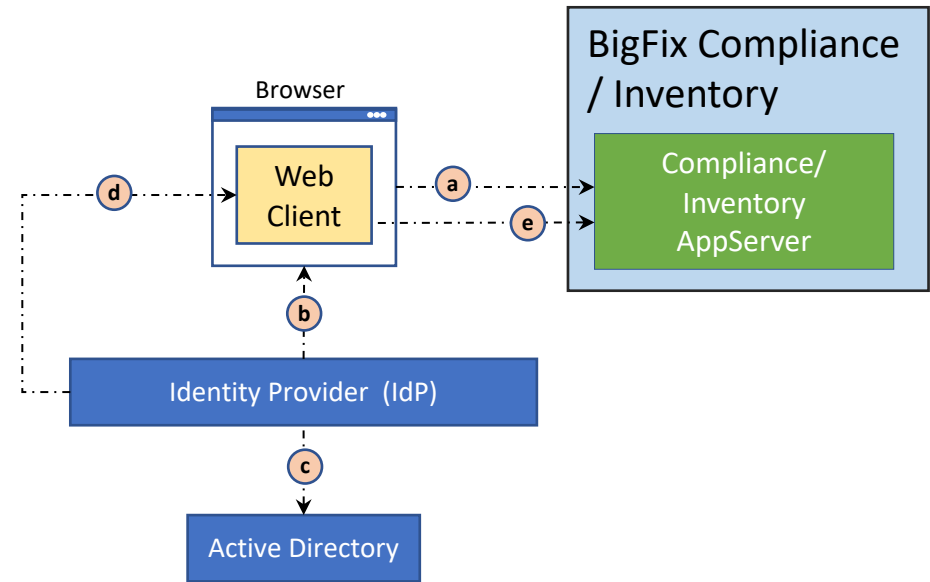 BigFix Compliance
/ Inventory
Browser
Compliance/
Inventory
AppServer
Web
Client
d
a
e
b
Identity Provider (IdP)
c
Active Directory